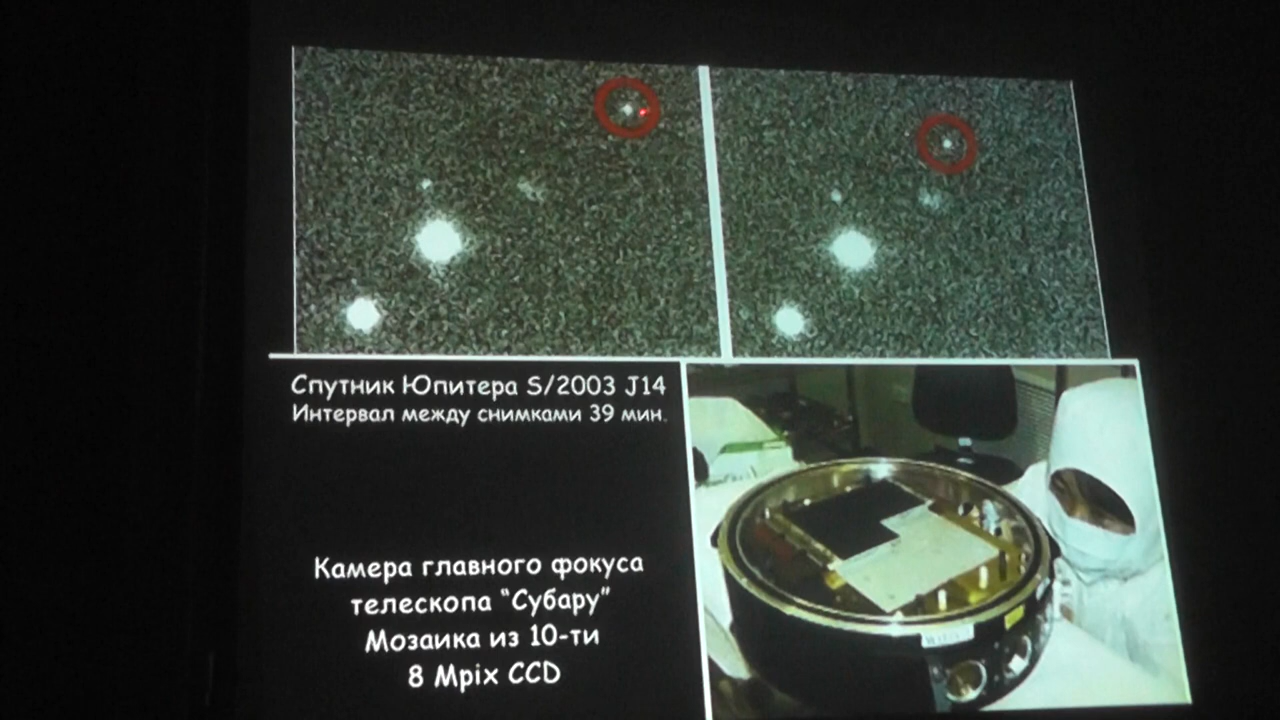 Спутник Юпитера S/2003 J14
Интервал между снимками 39 мин.
Камера главного фокуса
телескопа "Субару"
Мозаика из 10-ти
8 Mpix CCD